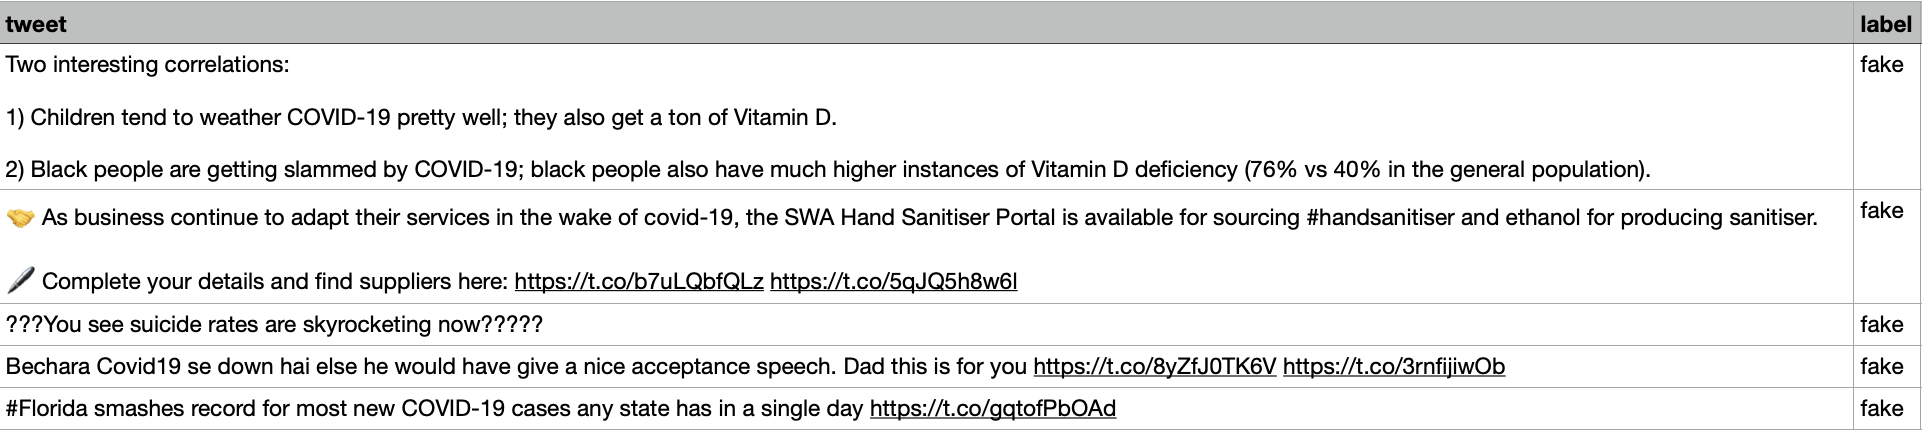 tweet label
Two interesting correlations: fake
1) Children tend to weather COVID-19 pretty well; they also get a ton of Vitamin D.
2) Black people are getting slammed by COVID-19; black people also have much higher instances of Vitamin D deficiency (76% vs 40% in the general population).
🤝 As business continue to adapt their services in the wake of covid-19, the SWA Hand Sanitiser Portal is available for sourcing #handsanitiser and ethanol for producing sanitiser. fake
🖋️ Complete your details and find suppliers here: https://t.co/b7uLQbfQLz https://t.co/5qJQ5h8w6l
???You see suicide rates are skyrocketing now????? fake
Bechara Covid19 se down hai else he would have give a nice acceptance speech. Dad this is for you https://t.co/8yZfJ0TK6V https://t.co/3rnfijiwOb fake
#Florida smashes record for most new COVID-19 cases any state has in a single day https://t.co/gqtofPbOAd fake